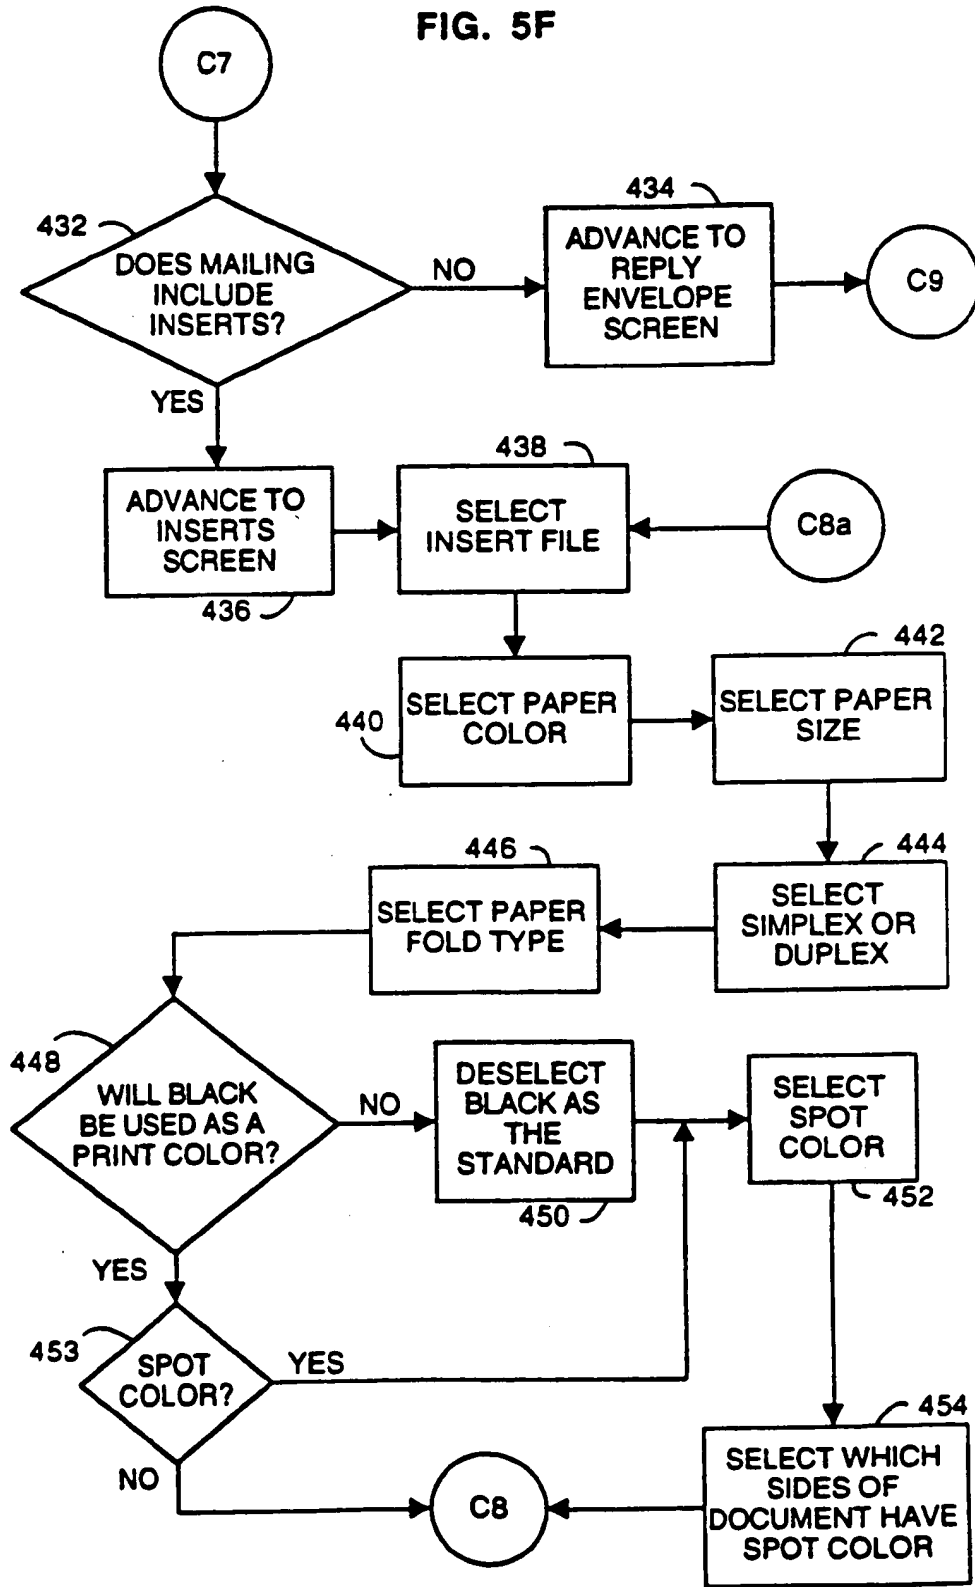 FIG. 5F
C7
432
DOES MAILING
INCLUDE
INSERTS?
NO
434
ADVANCE TO
REPLY
ENVELOPE
SCREEN
C9
YES
ADVANCE TO
INSERTS
SCREEN
436
438
SELECT
INSERT FILE
C8a
440
SELECT PAPER
COLOR
442
SELECT PAPER
SIZE
444
SELECT
SIMPLEX OR
DUPLEX
446
SELECT PAPER
FOLD TYPE
448
WILL BLACK
BE USED AS A
PRINT COLOR?
NO
DESELECT
BLACK AS
THE
STANDARD
450
SELECT
SPOT
COLOR
452
YES
453
SPOT
COLOR?
YES
NO
C8
454
SELECT WHICH
SIDES OF
DOCUMENT HAVE
SPOT COLOR